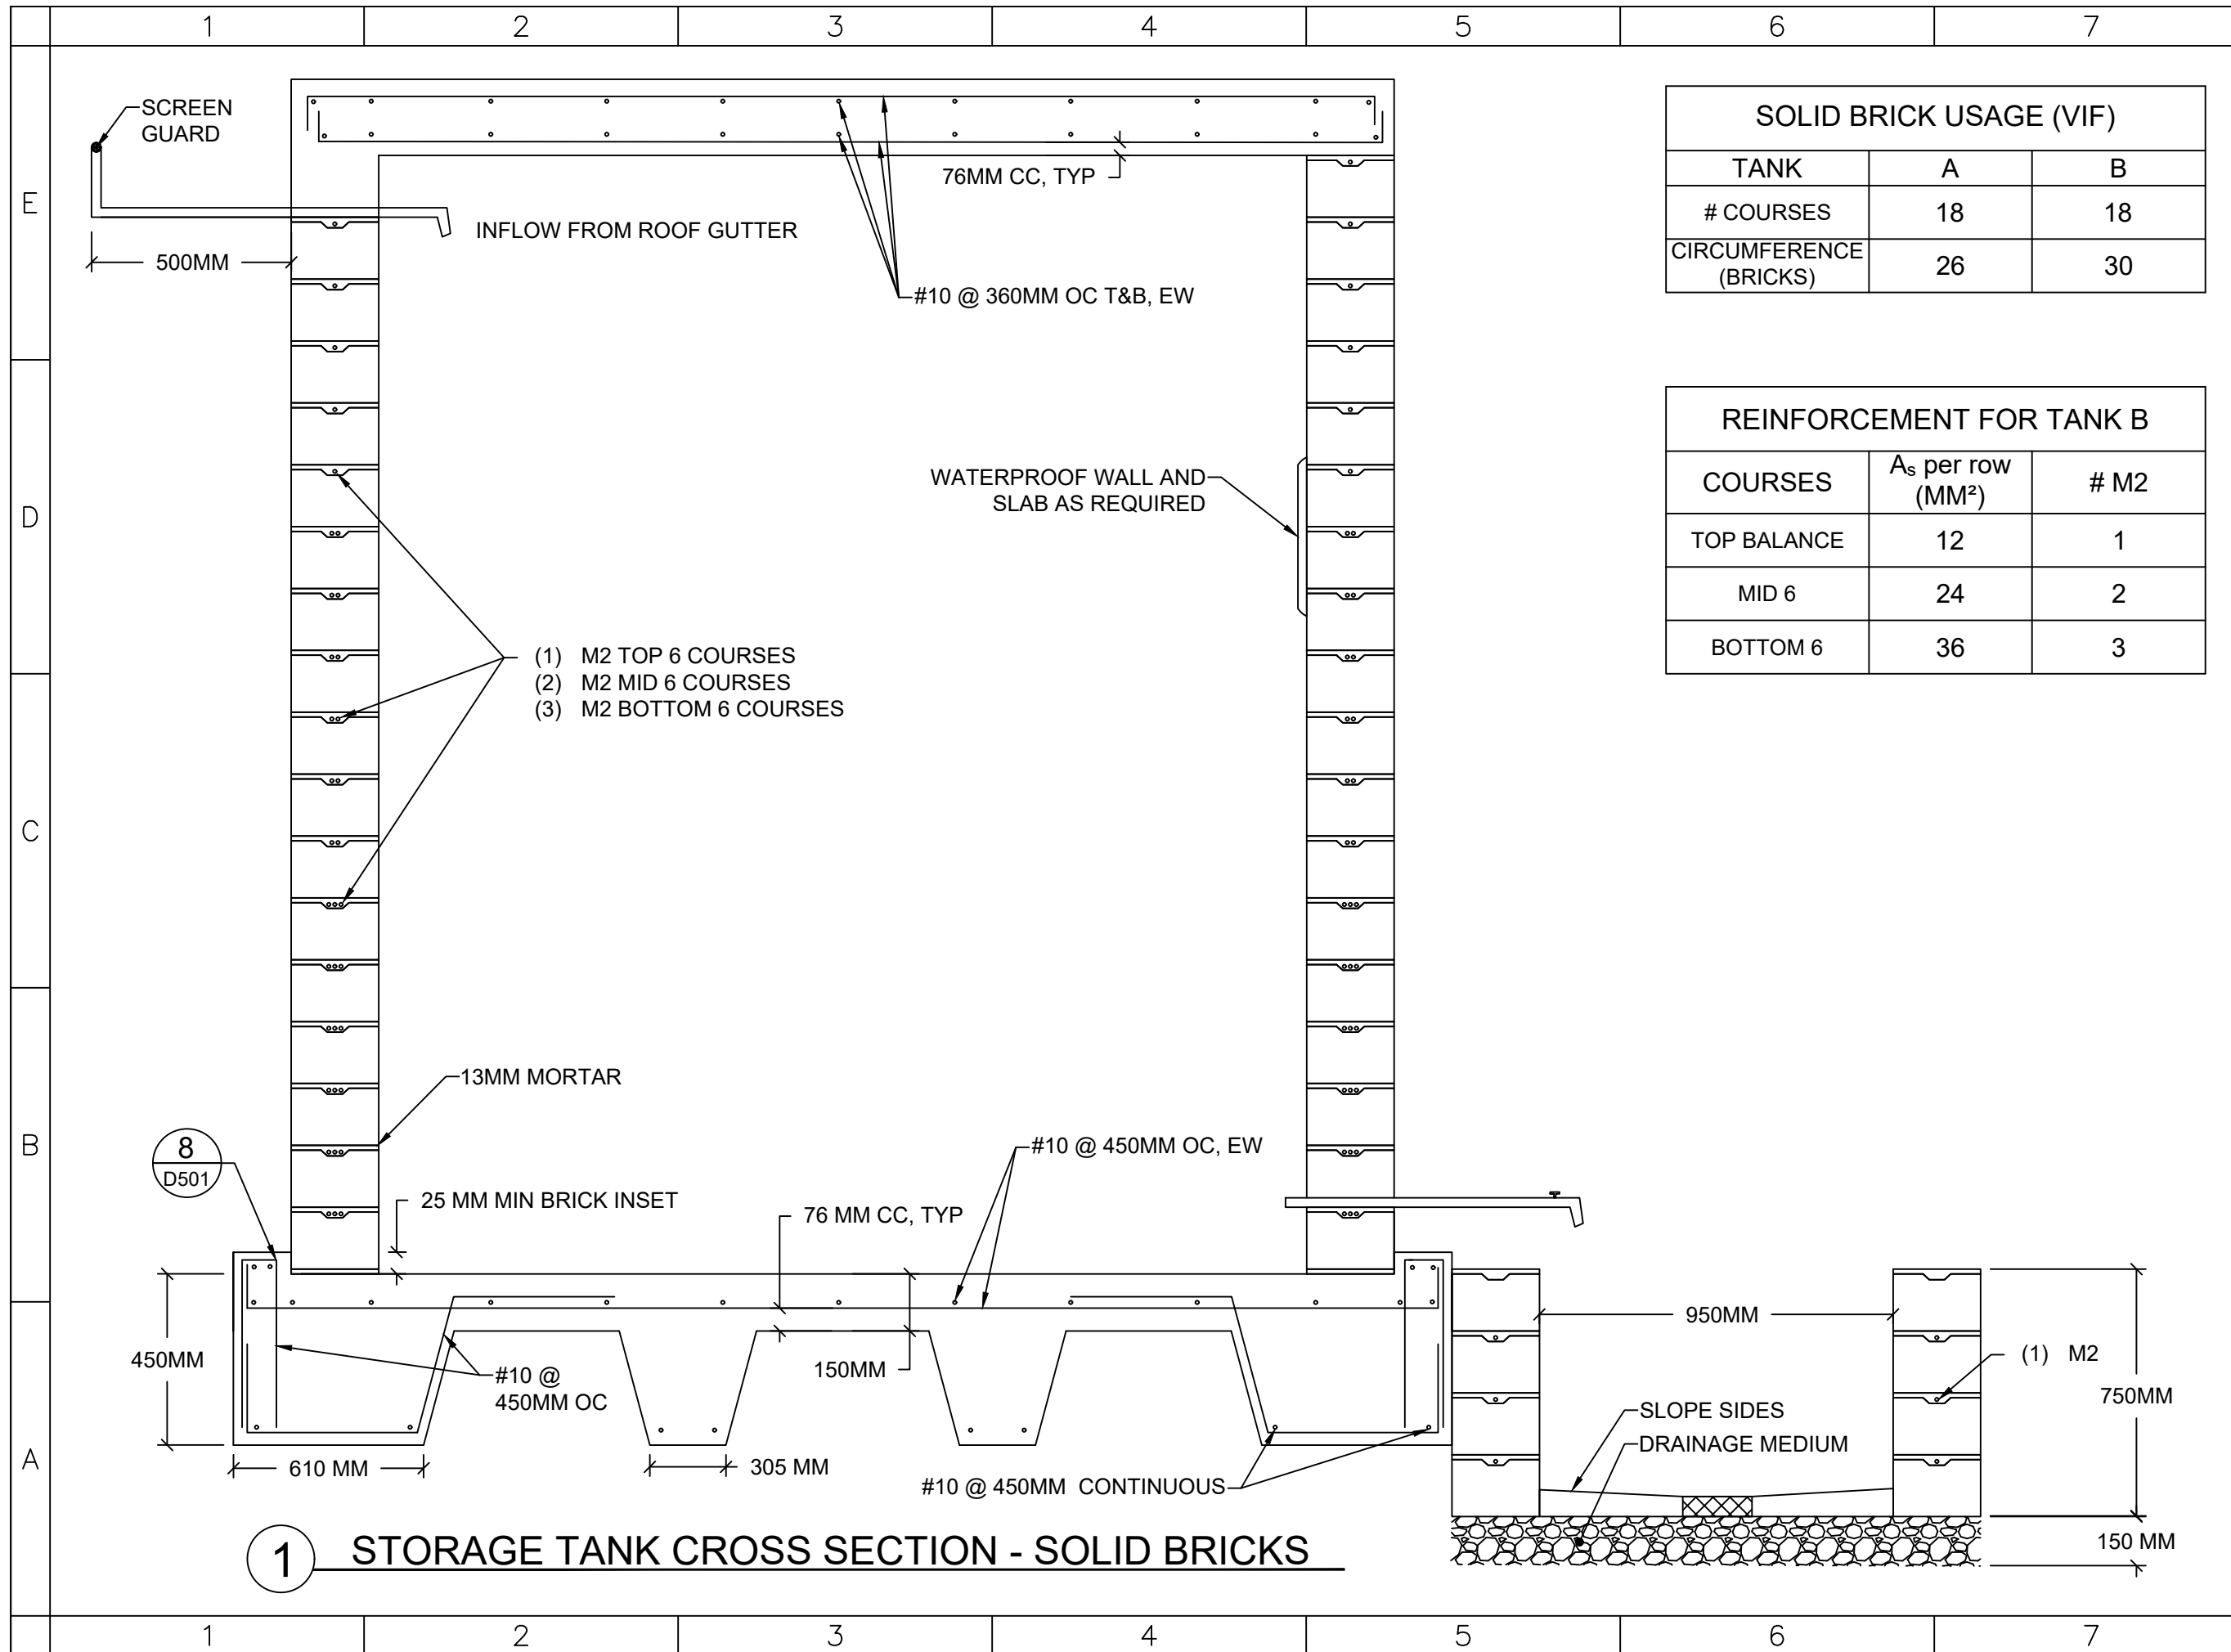 1 2 3 4 5 6 7
E
D
C
B
A
SCREEN
GUARD
500MM
INFLOW FROM ROOF GUTTER
76MM CC, TYP
#10 @ 360MM OC T&B, EW
WATERPROOF WALL AND
SLAB AS REQUIRED
(1) M2 TOP 6 COURSES
(2) M2 MID 6 COURSES
(3) M2 BOTTOM 6 COURSES
13MM MORTAR
8
D501
25 MM MIN BRICK INSET
76 MM CC, TYP
#10 @ 450MM OC, EW
450MM
#10 @
450MM OC
150MM
610 MM
305 MM
#10 @ 450MM CONTINUOUS
950MM
(1) M2
750MM
SLOPE SIDES
DRAINAGE MEDIUM
150 MM
SOLID BRICK USAGE (VIF)
TANK A B
# COURSES 18 18
CIRCUMFERENCE
(BRICKS) 26 30
REINFORCEMENT FOR TANK B
COURSES Aₛ per row
(MM²) # M2
TOP BALANCE 12 1
MID 6 24 2
BOTTOM 6 36 3
1 STORAGE TANK CROSS SECTION - SOLID BRICKS
1 2 3 4 5 6 7